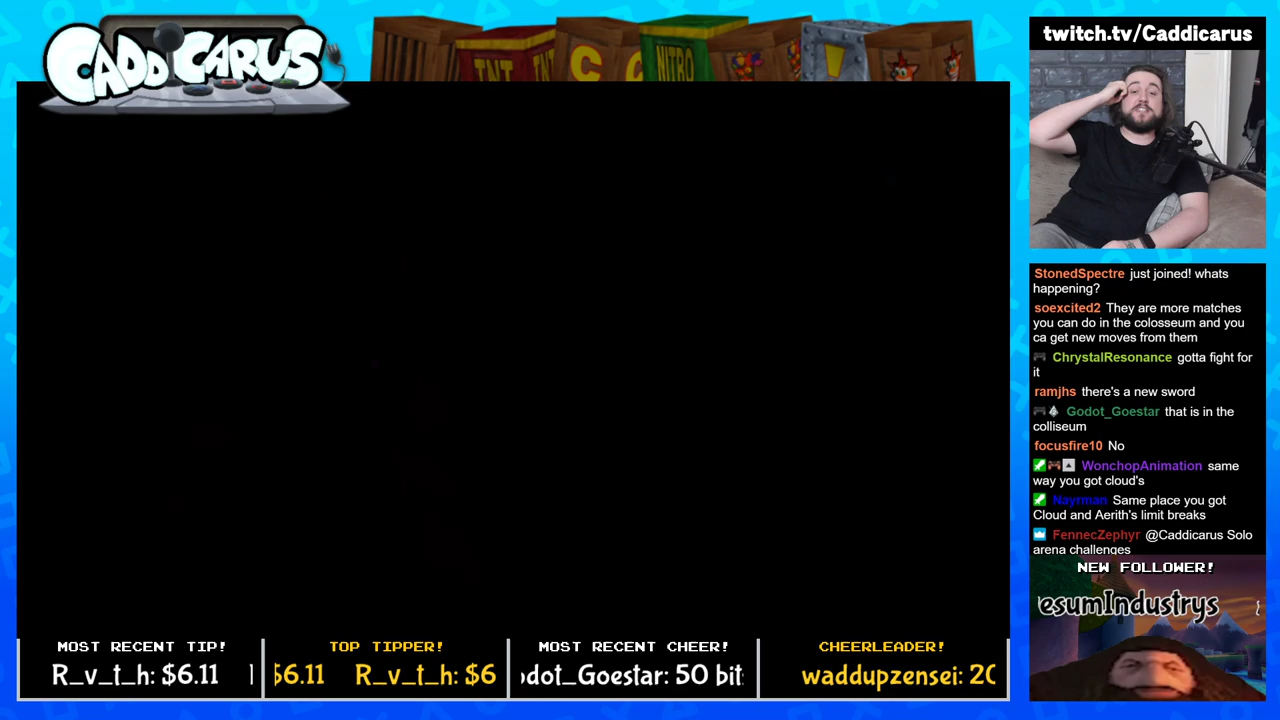 CADDICARUS
TNT
TNT
C
C
NITRO
twitch.tv/Caddicarus
StonedSpectre just joined! whats
happening?
soexcited2 They are more matches
you can do in the colosseum and you
ca get new moves from them
ChrystalResonance gotta fight for
it
ramjhs there's a new sword
Godot_Goestar that is in the
colliseum
focusfire10 No
WonchopAnimation same
way you got cloud's
Nayrman Same place you got
Cloud and Aerith's limit breaks
FennecZephyr @Caddicarus Solo
arena challenges
NEW FOLLOWER!
esumIndustrys
MOST RECENT TIP!
R_v_t_h: $6.11
TOP TIPPER!
$6.11 R_v_t_h: $6
MOST RECENT CHEER!
odot_Goestar: 50 bit
CHEERLEADER!
waddupzensei: 20